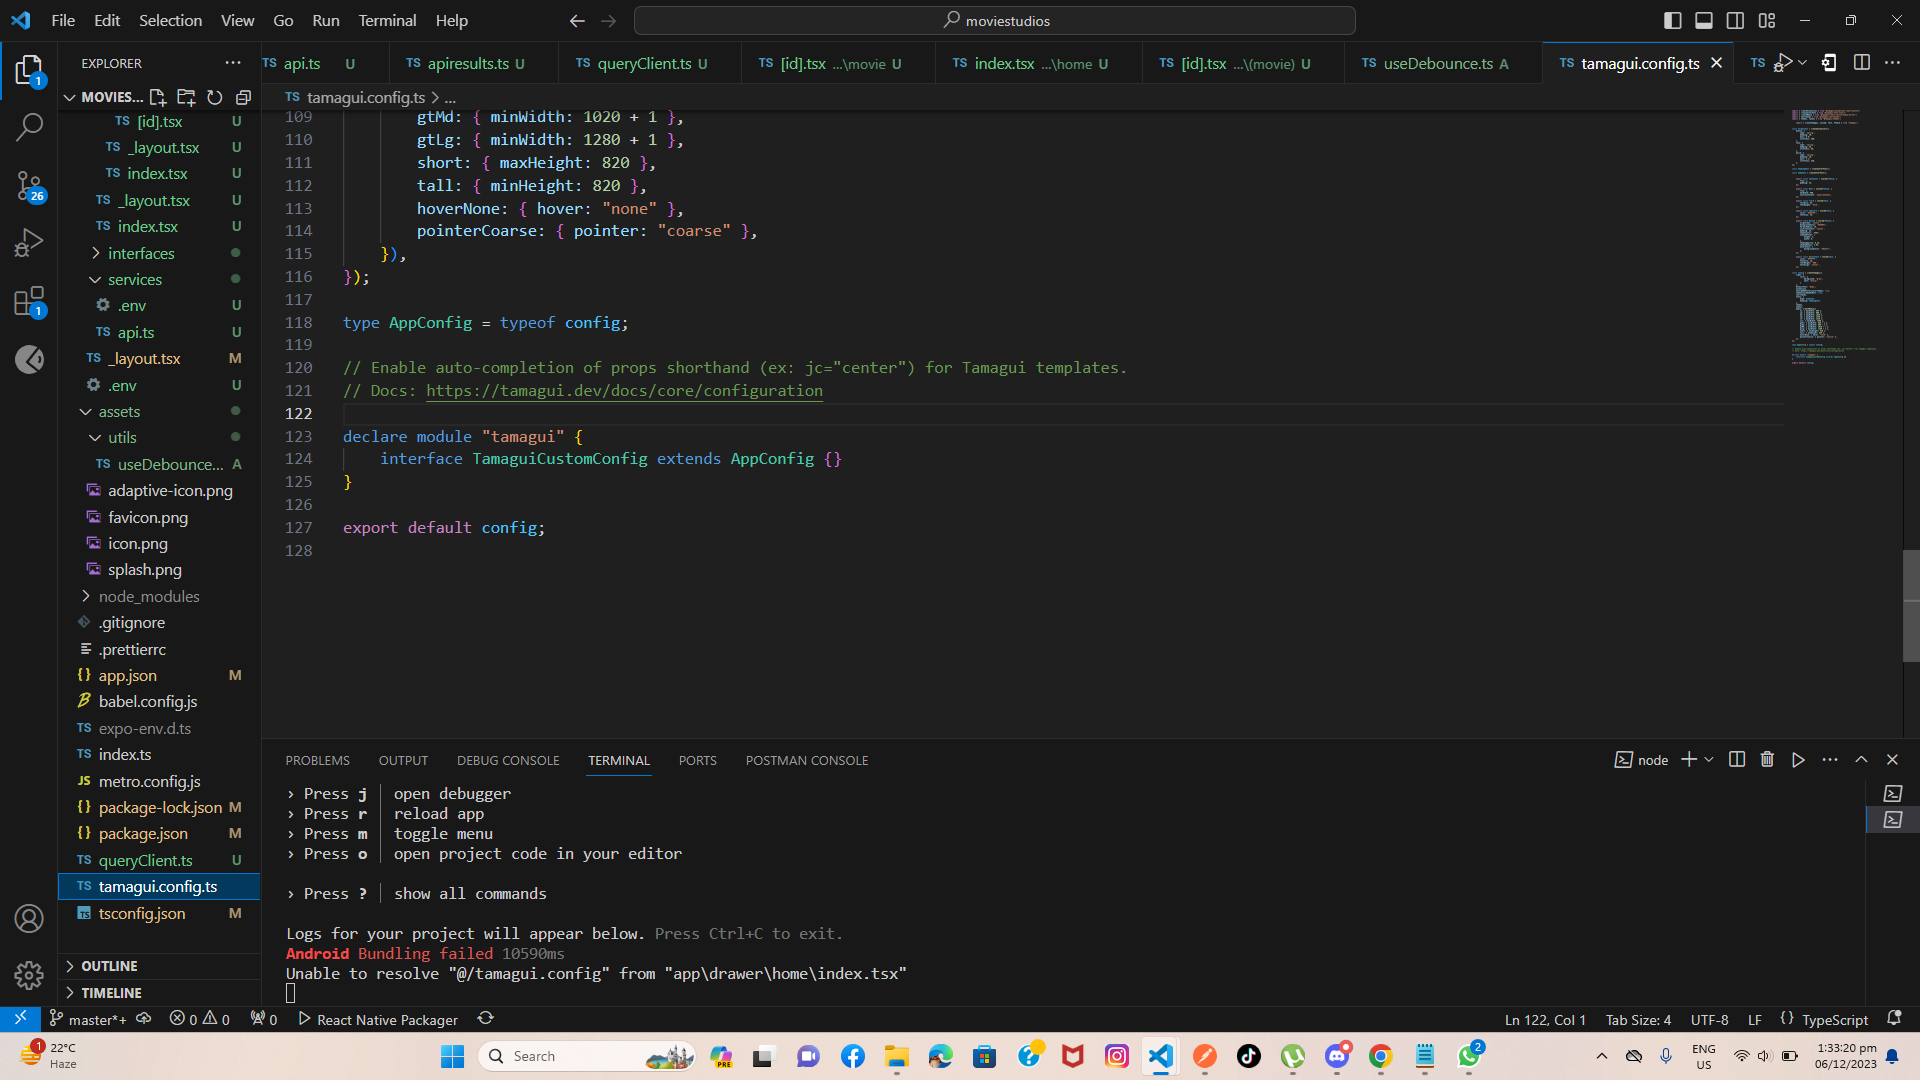 File Edit Selection View Go Run Terminal Help
moviestudios
EXPLORER
TS api.ts U
TS apiresults.ts U
TS queryClient.ts U
TS [id].tsx ...\movie U
TS index.tsx ...\home U
TS [id].tsx ...\(movie) U
TS useDebounce.ts A
TS tamagui.config.ts
TS
MOVIES...
TS tamagui.config.ts > ...
TS [id].tsx U
TS _layout.tsx U
TS index.tsx U
TS _layout.tsx U
TS index.tsx U
interfaces
services
.env U
TS api.ts U
TS _layout.tsx M
.env U
assets
utils
TS useDebounce... A
adaptive-icon.png
favicon.png
icon.png
splash.png
node_modules
.gitignore
.prettierrc
{} app.json M
babel.config.js
TS expo-env.d.ts
TS index.ts
JS metro.config.js
{} package-lock.json M
{} package.json M
TS queryClient.ts U
TS tamagui.config.ts
tsconfig.json M
OUTLINE
TIMELINE
1
26
1
109 gtMd: { minWidth: 1020 + 1 },
110 gtLg: { minWidth: 1280 + 1 },
111 short: { maxHeight: 820 },
112 tall: { minHeight: 820 },
113 hoverNone: { hover: "none" },
114 pointerCoarse: { pointer: "coarse" },
115 }),
116 });
117
118 type AppConfig = typeof config;
119
120 // Enable auto-completion of props shorthand (ex: jc="center") for Tamagui templates.
121 // Docs: https://tamagui.dev/docs/core/configuration
122
123 declare module "tamagui" {
124 interface TamaguiCustomConfig extends AppConfig {}
125 }
126
127 export default config;
128
PROBLEMS OUTPUT DEBUG CONSOLE TERMINAL PORTS POSTMAN CONSOLE
node
› Press j │ open debugger
› Press r │ reload app
› Press m │ toggle menu
› Press o │ open project code in your editor
› Press ? │ show all commands
Logs for your project will appear below. Press Ctrl+C to exit.
Android Bundling failed 10590ms
Unable to resolve "@/tamagui.config" from "app\drawer\home\index.tsx"
master*+ 0 0 0 React Native Packager
Ln 122, Col 1 Tab Size: 4 UTF-8 LF {} TypeScript
1
22°C
Haze
Search
PRE
2
ENG
US
1:33:20 pm
06/12/2023